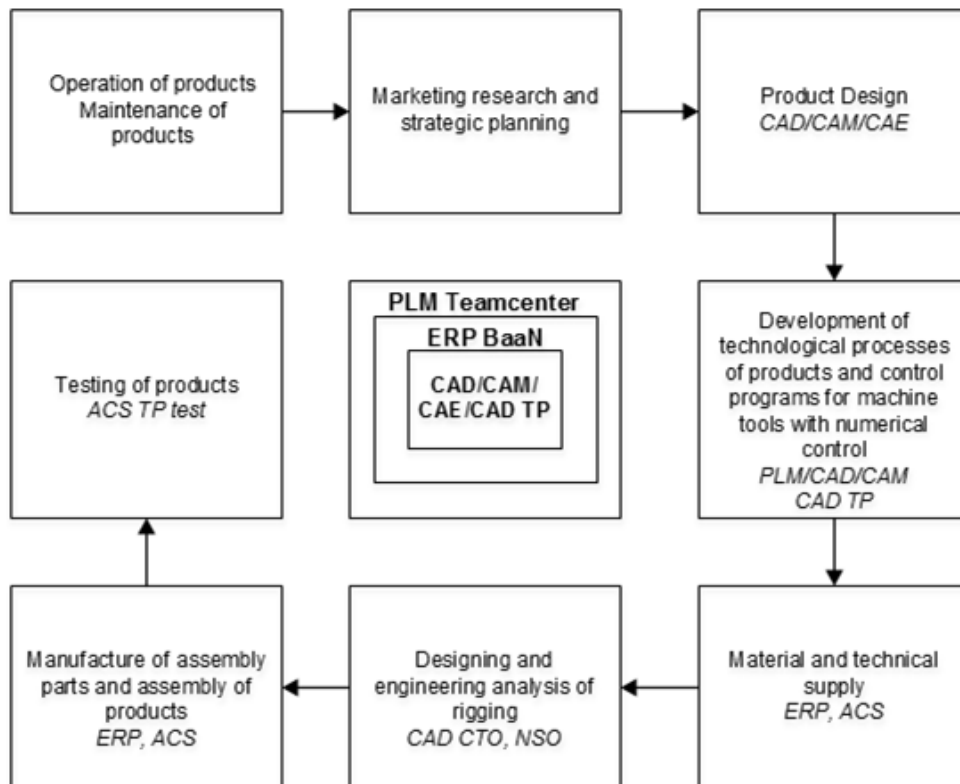 Operation of products
Maintenance of
products
Marketing research and
strategic planning
Product Design
CAD/CAM/CAE
Testing of products
ACS TP test
PLM Teamcenter
ERP BaaN
CAD/CAM/
CAE/CAD TP
Development of
technological processes
of products and control
programs for machine
tools with numerical
control
PLM/CAD/CAM
CAD TP
Manufacture of assembly
parts and assembly of
products
ERP, ACS
Designing and
engineering analysis of
rigging
CAD CTO, NSO
Material and technical
supply
ERP, ACS